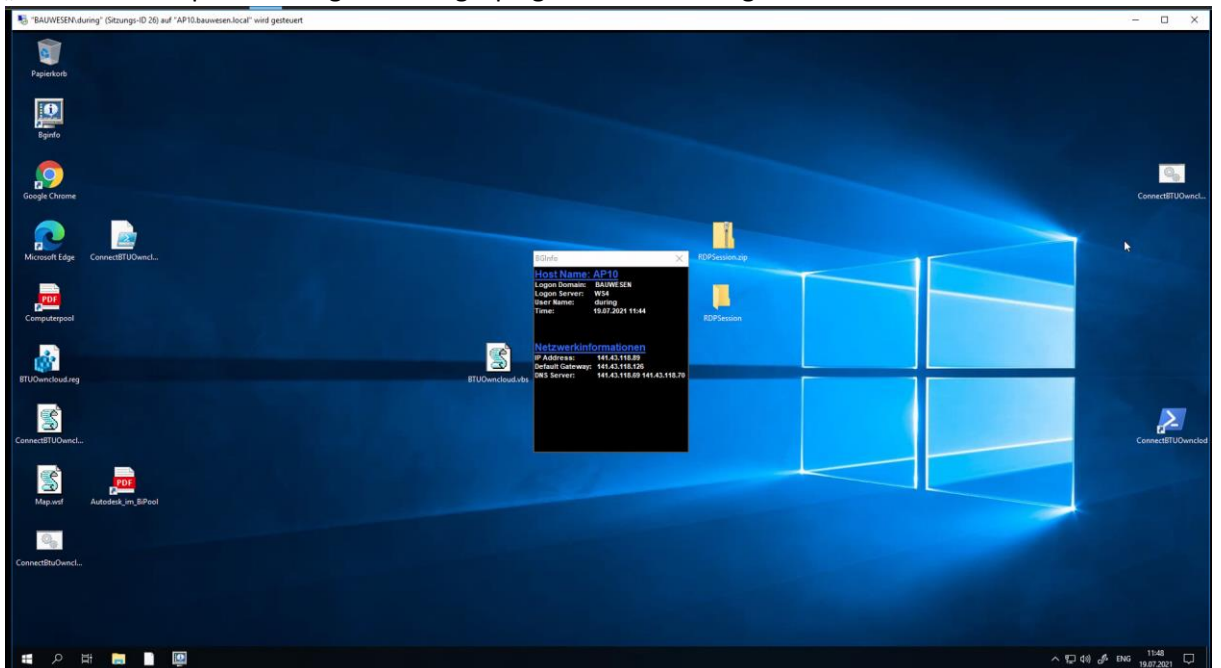 "BAUWESEN\during" (Sitzungs-ID 26) auf "AP10.bauwesen.local" wird gesteuert
Papierkorb
Bginfo
Google Chrome
ConnectBTUOwncl...
Microsoft Edge
ConnectBTUOwncl...
RDPSession.zip
BGInfo
Host Name: AP10
Logon Domain: BAUWESEN
Logon Server: WS4
User Name: during
Time: 19.07.2021 11:44
Netzwerkinformationen
IP Address: 141.43.118.89
Default Gateway: 141.43.118.126
DNS Server: 141.43.118.69 141.43.118.70
Computerpool
PDF
RDPSession
BTUOwncloud.reg
BTUOwncloud.vbs
ConnectBTUOwncl...
ConnectBTUOwnclod
Map.wsf
PDF
Autodesk_im_BiPool
ConnectBtuOwncl...
ENG
11:48
19.07.2021